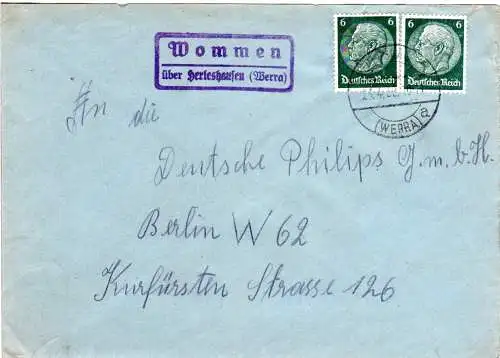 Wommen
über Herleshausen (Werra)
6 6
Deutsches Reich
6 6
Deutsches Reich
(WERRA) a
An die
Deutsche Philips G.m.b.H.
Berlin W 62
Kurfürsten Strasse 126